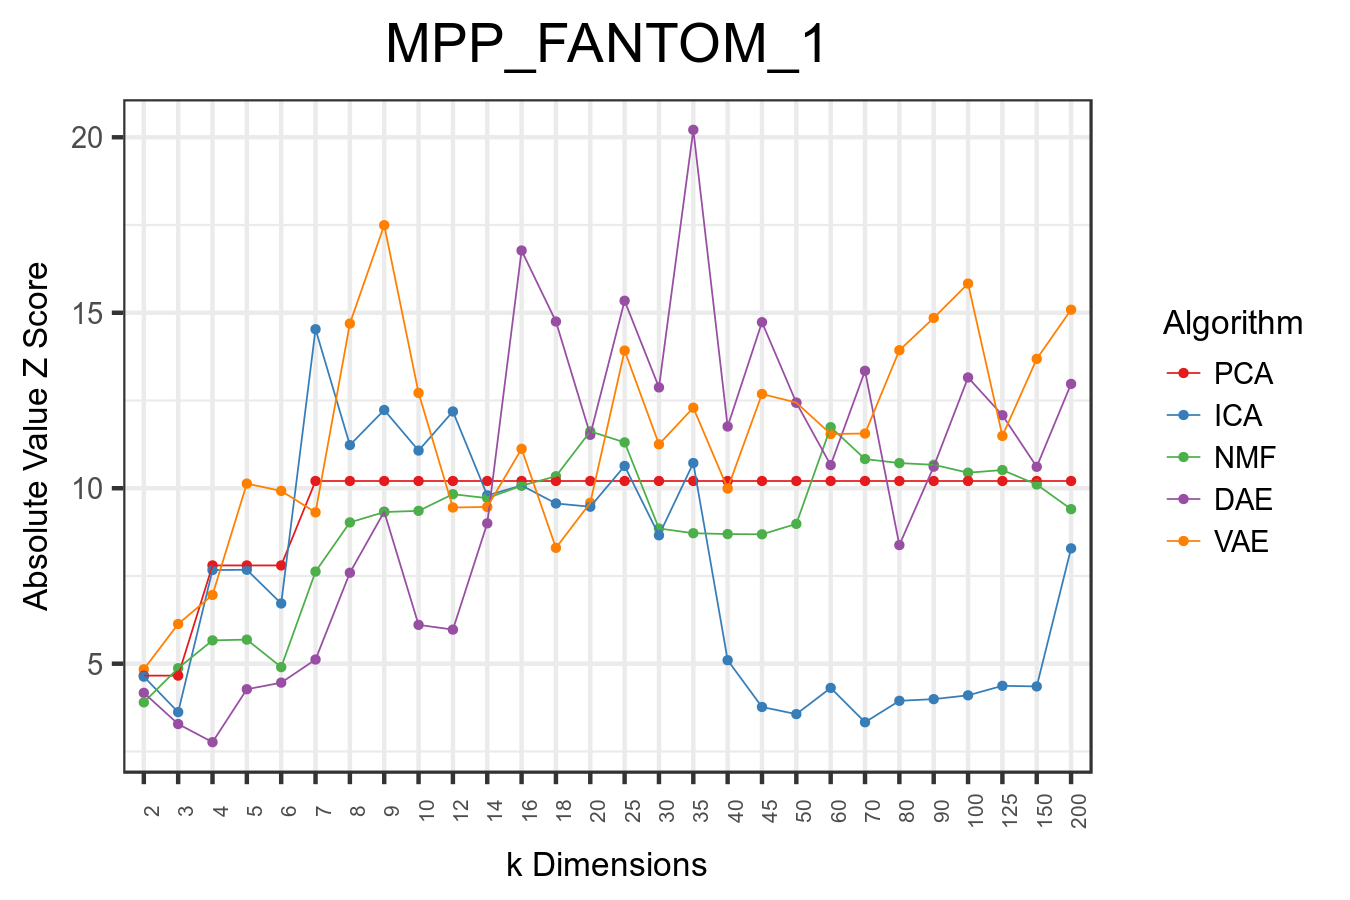 MPP_FANTOM_1
Absolute Value Z Score
20
15
10
5
2 3 4 5 6 7 8 9 10 12 14 16 18 20 25 30 35 40 45 50 60 70 80 90 100 125 150 200
k Dimensions
Algorithm
PCA
ICA
NMF
DAE
VAE